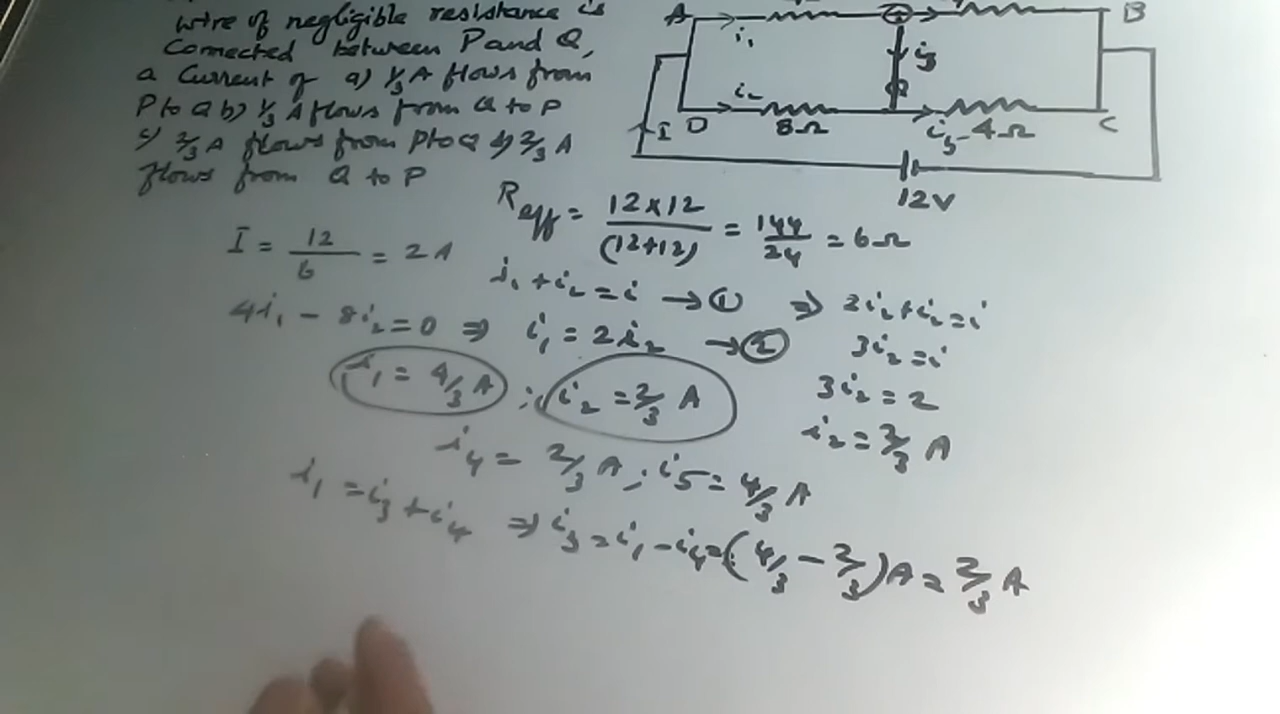 wire of negligible resistance is
Connected between P and Q,
a Current of a) 1/3 A flows from
P to Q b) 1/3 A flows from Q to P
c) 2/3 A flows from P to Q d) 2/3 A
flows from Q to P
A
B
i₁
i₃
i₂
Q
I
D
8Ω
i₅
4Ω
C
12V
R eff = 12×12/(12+12) = 144/24 = 6Ω
I = 12/6 = 2A
i₁ + i₂ = i → ① ⇒ 2i₂ + i₂ = i
4i₁ - 8i₂ = 0 ⇒ i₁ = 2i₂ → ②
3i₂ = i
i₁ = 4/3 A ; i₂ = 2/3 A
3i₂ = 2
i₂ = 2/3 A
i₄ = 2/3 A ; i₅ = 4/3 A
i₁ = i₃ + i₄ ⇒ i₃ = i₁ - i₄ = (4/3 - 2/3)A = 2/3 A